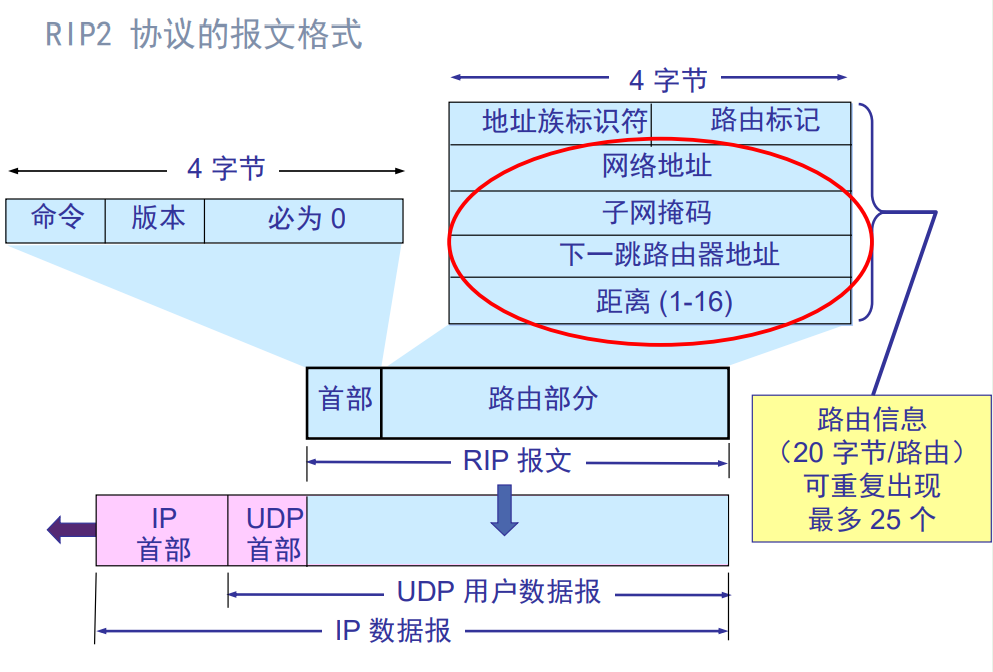 RIP2 协议的报文格式
4 字节
地址族标识符
路由标记
网络地址
子网掩码
下一跳路由器地址
距离 (1-16)
4 字节
命令
版本
必为 0
首部
路由部分
路由信息
（20 字节/路由）
可重复出现
最多 25 个
RIP 报文
IP
首部
UDP
首部
UDP 用户数据报
IP 数据报